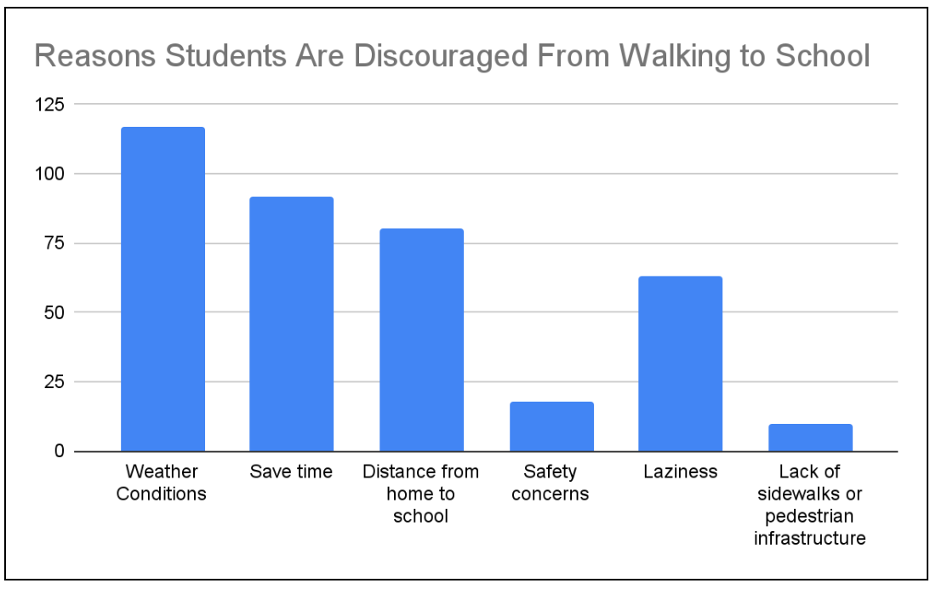 Reasons Students Are Discouraged From Walking to School
125
100
75
50
25
0
Weather
Conditions
Save time
Distance from
home to
school
Safety
concerns
Laziness
Lack of
sidewalks or
pedestrian
infrastructure